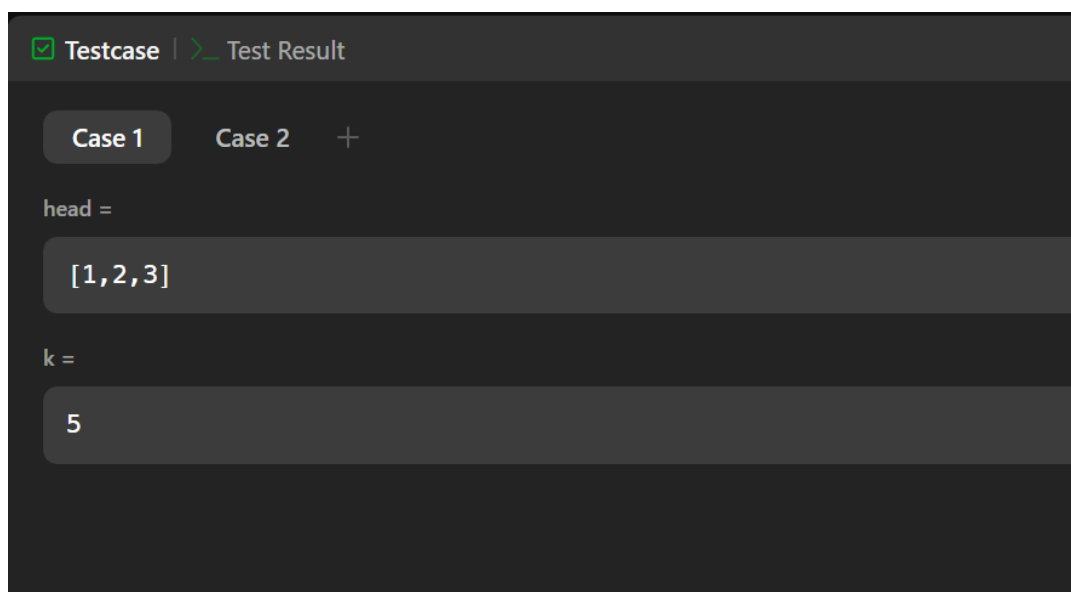 Testcase | >_ Test Result
Case 1 Case 2 +
head =
[1,2,3]
k =
5